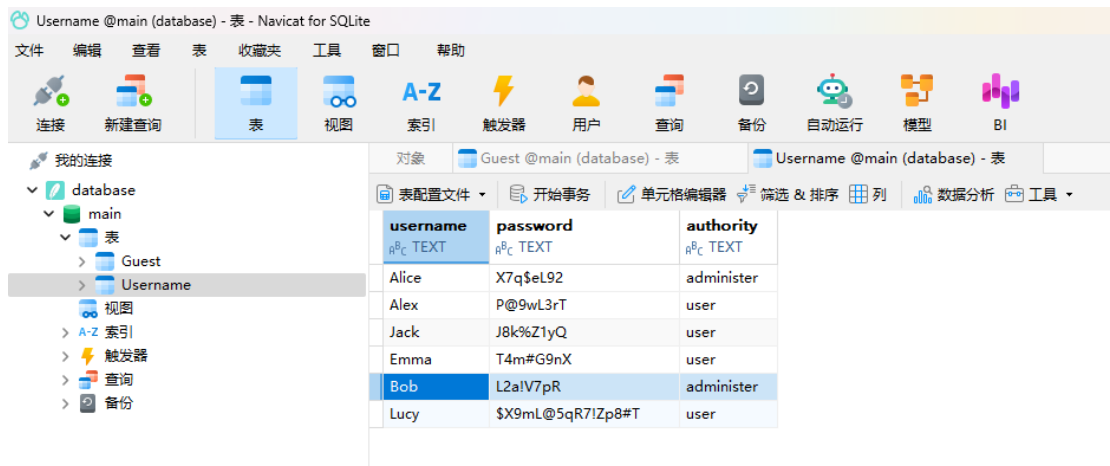 Username @main (database) - 表 - Navicat for SQLite
文件 编辑 查看 表 收藏夹 工具 窗口 帮助
A-Z
连接 新建查询 表 视图 索引 触发器 用户 查询 备份 自动运行 模型 BI
我的连接
database
main
表
Guest
Username
视图
A-Z 索引
触发器
查询
备份
对象 Guest @main (database) - 表 Username @main (database) - 表
表配置文件 开始事务 单元格编辑器 筛选 & 排序 列 数据分析 工具
username password authority
ABC TEXT ABC TEXT ABC TEXT
Alice X7q$eL92 administer
Alex P@9wL3rT user
Jack J8k%Z1yQ user
Emma T4m#G9nX user
Bob L2a!V7pR administer
Lucy $X9mL@5qR7!Zp8#T user